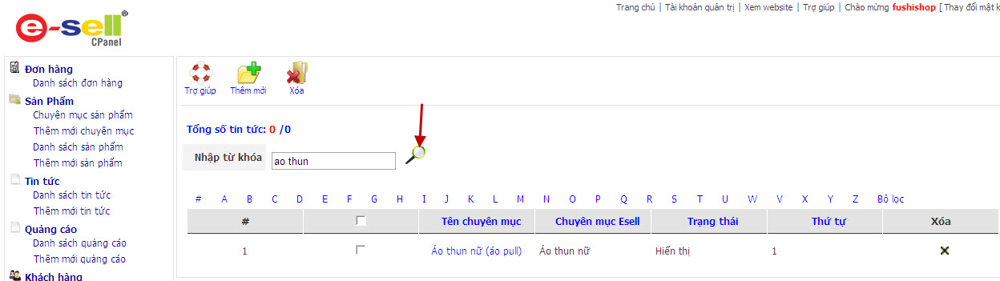 Trang chủ | Tài khoản quản trị | Xem website | Trợ giúp | Chào mừng fushishop [ Thay đổi mật k
e-sell®
CPanel
Đơn hàng
Danh sách đơn hàng
Sản Phẩm
Chuyên mục sản phẩm
Thêm mới chuyên mục
Danh sách sản phẩm
Thêm mới sản phẩm
Tin tức
Danh sách tin tức
Thêm mới tin tức
Quảng cáo
Danh sách quảng cáo
Thêm mới quảng cáo
Khách hàng
Trợ giúp Thêm mới Xóa
Tổng số tin tức: 0 /0
Nhập từ khóa ao thun
# A B C D E F G H I J K L M N O P Q R S T U W V X Y Z Bỏ lọc
# Tên chuyên mục Chuyên mục Esell Trạng thái Thứ tự Xóa
1 Áo thun nữ (áo pull) Áo thun nữ Hiển thị 1